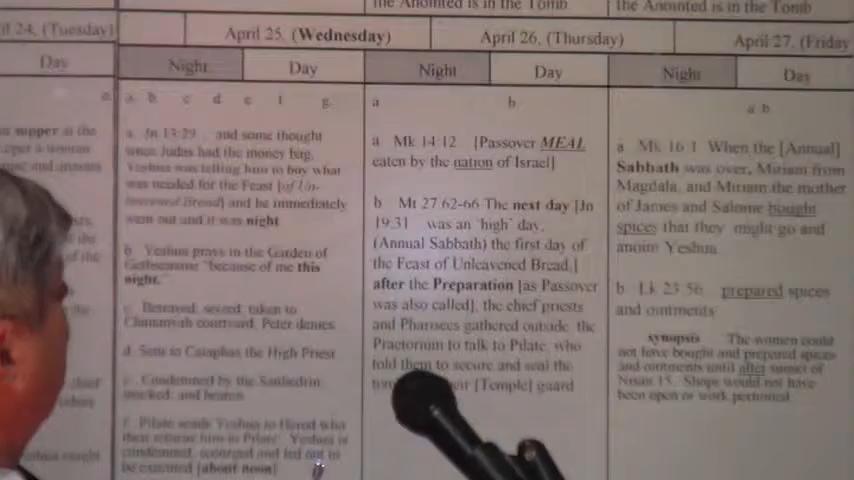 the Anointed is in the Tomb
the Anointed is in the Tomb
24, (Tuesday)
April 25, (Wednesday)
April 26, (Thursday)
April 27, (Friday
Day
Night
Day
Night
Day
Night
Day
supper is the
a. b. c d e f g.
a. Jn 13:29 and some thought
since Judas had the money bag,
Yeshua was telling him to buy what
was needed for the Feast [of Un-
leavened Bread] and he immediately
went out and it was night
b Yeshua prays in the Garden of
Gethsemane "because of me this
night."
c. Betrayed, seized, taken to
courtyard, Peter denies
d. Sent to Caiaphas the High Priest
e. Condemned by the Sanhedrin
mocked, and beaten
f. Pilate sends Yeshua to Herod who
then returns him to Pilate. Yeshua is
condemned, scourged and led out to
be executed [about noon]
a b
a Mk 14:12 [Passover MEAL
eaten by the nation of Israel]
b Mt 27 62-66 The next day [Jn
19:31 was an 'high' day,
(Annual Sabbath) the first day of
the Feast of Unleavened Bread,]
after the Preparation [as Passover
was also called], the chief priests
and Pharisees gathered outside the
Praetorium to talk to Pilate, who
told them to secure and seal the
[Temple] guard
a b
a Mk 16 1 When the [Annual]
Sabbath was over, Miriam from
Magdala, and Miriam the mother
of James and Salome bought
spices that they might go and
anoint Yeshua
b Lk 23 56 prepared spices
and ointments
synopsis The women could
not have bought and prepared spices
and ointments until after sunset of
Nisan 15. Shops would not have
been open or work performed